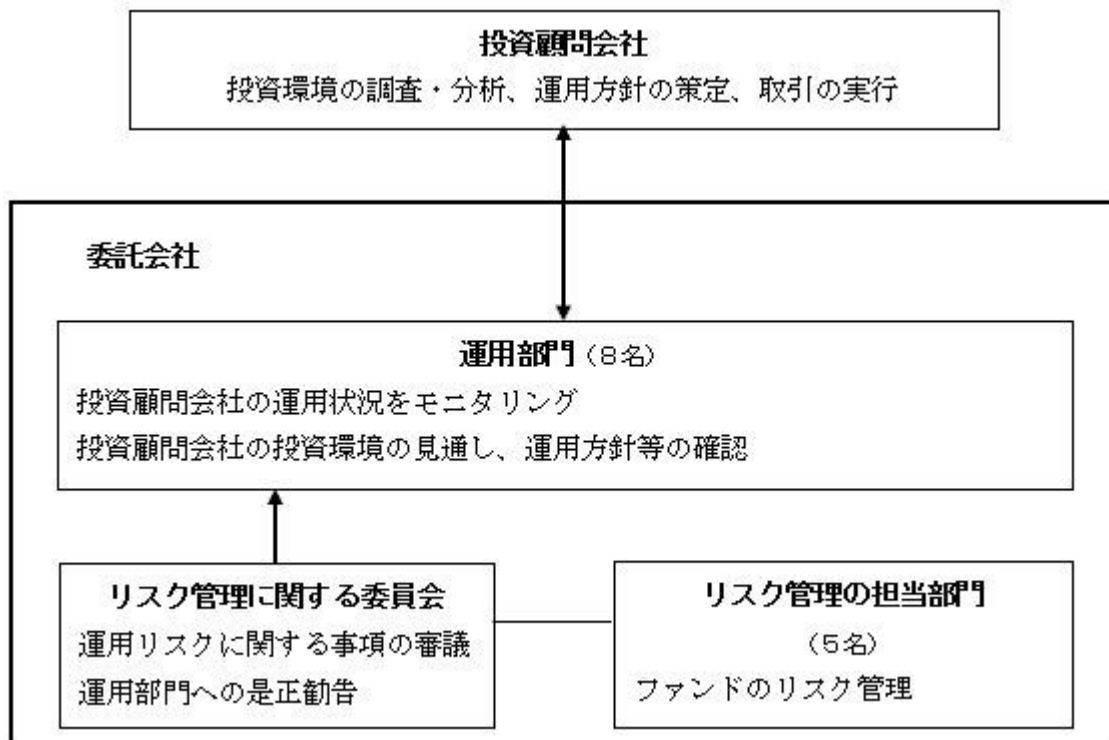 投資顧問会社
投資環境の調査・分析、運用方針の策定、取引の実行
委託会社
運用部門（８名）
投資顧問会社の運用状況をモニタリング
投資顧問会社の投資環境の見通し、運用方針等の確認
リスク管理に関する委員会
運用リスクに関する事項の審議
運用部門への是正勧告
リスク管理の担当部門
（５名）
ファンドのリスク管理